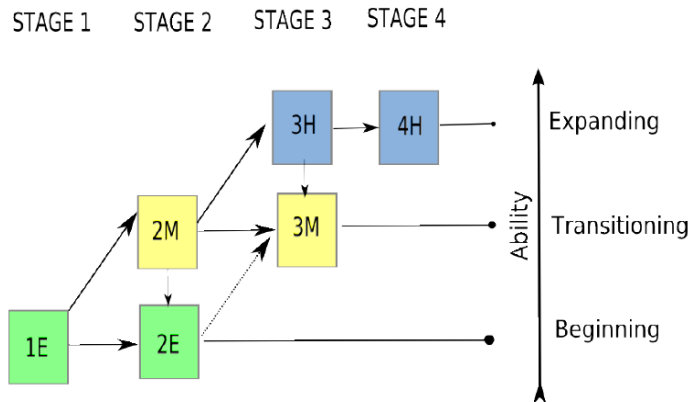 STAGE 1 STAGE 2 STAGE 3 STAGE 4
3H 4H Expanding
2M 3M Transitioning
Ability
1E 2E Beginning